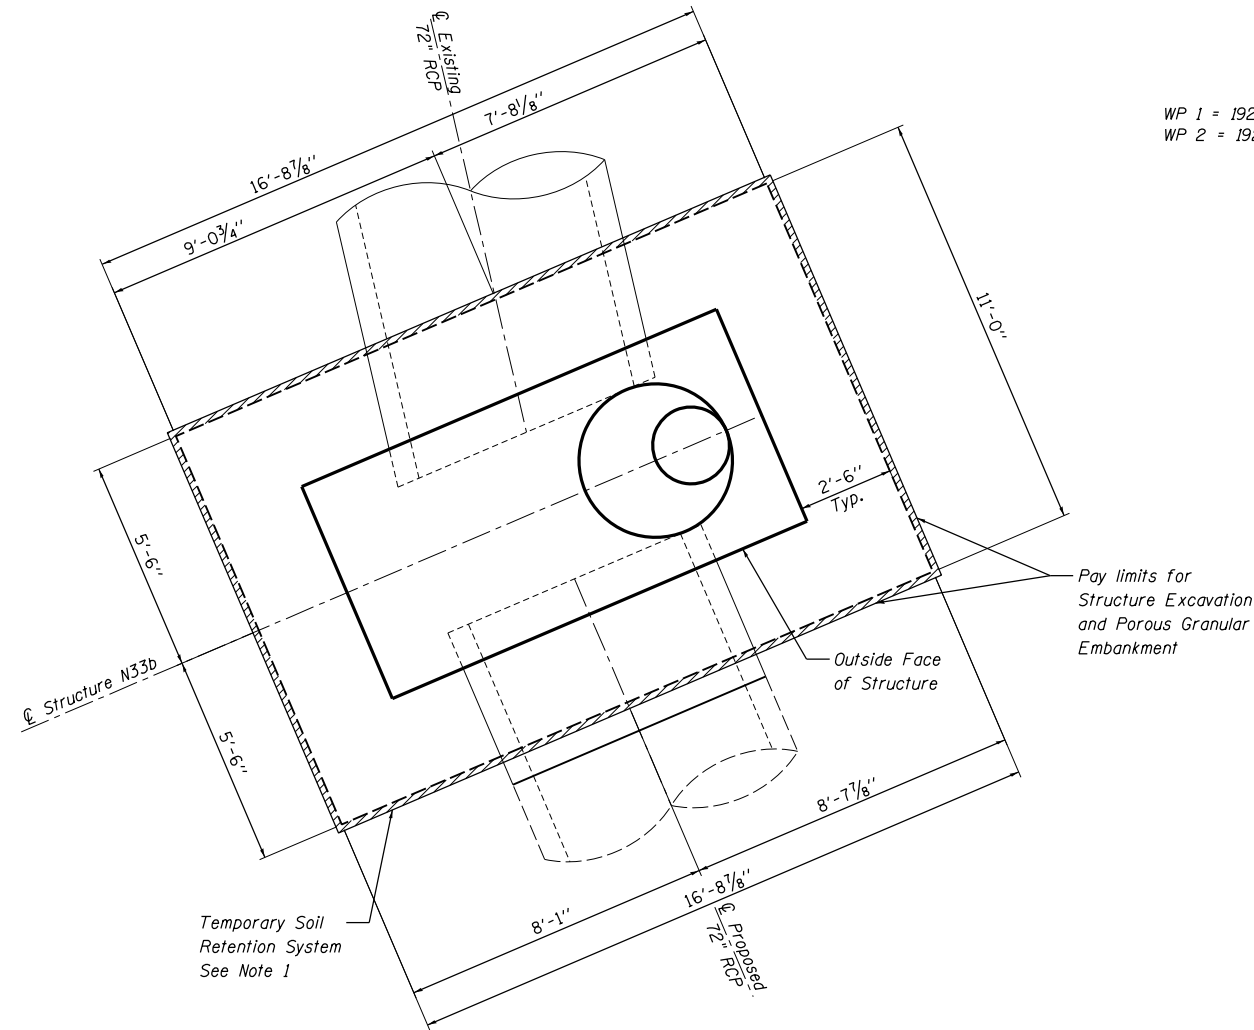 ℄ Existing
72" RCP
7'-8⅛"
16'-8⅞"
9'-0¾"
WP 1 = 192
WP 2 = 192
11'-0"
2'-6"
Typ.
5'-6"
℄ Structure N33b
5'-6"
Pay limits for
Structure Excavation
and Porous Granular
Embankment
Outside Face
of Structure
8'-7⅞"
16'-8⅞"
8'-1"
℄ Proposed
72" RCP
Temporary Soil
Retention System
See Note 1